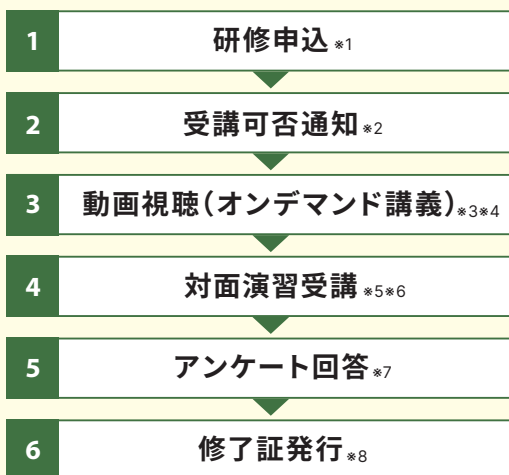 1 研修申込 ※1
2 受講可否通知 ※2
3 動画視聴（オンデマンド講義）※3※4
4 対面演習受講 ※5※6
5 アンケート回答 ※7
6 修了証発行 ※8